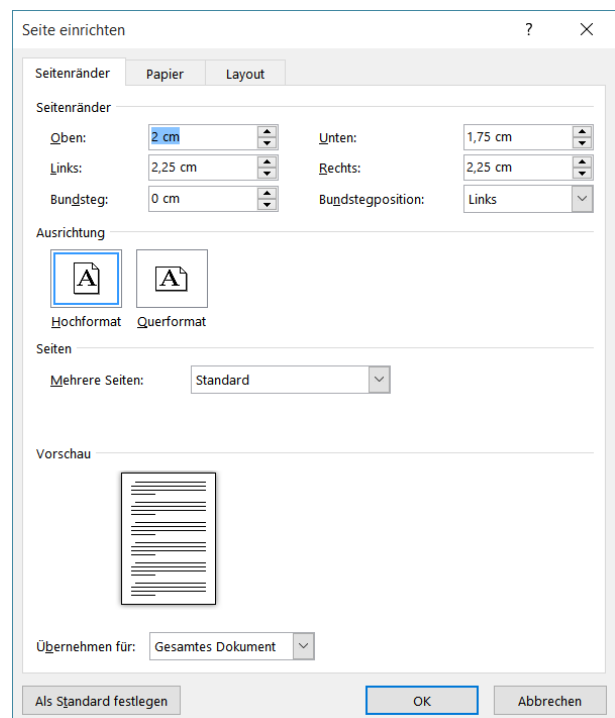 Seite einrichten ?
Seitenränder Papier Layout
Seitenränder
Oben: 2 cm Unten: 1,75 cm
Links: 2,25 cm Rechts: 2,25 cm
Bundsteg: 0 cm Bundstegposition: Links
Ausrichtung
A A
Hochformat Querformat
Seiten
Mehrere Seiten: Standard
Vorschau
Übernehmen für: Gesamtes Dokument
Als Standard festlegen OK Abbrechen